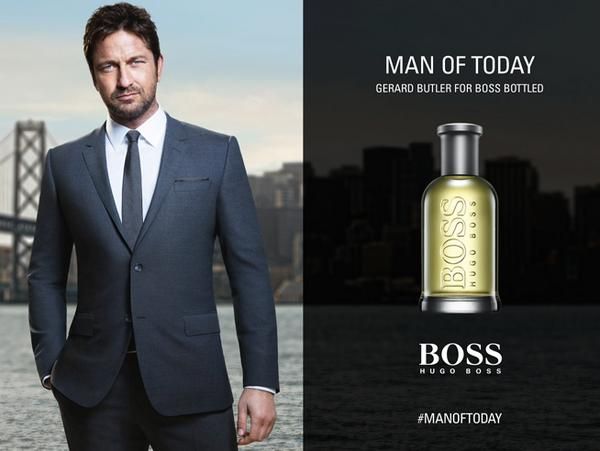 MAN OF TODAY
GERARD BUTLER FOR BOSS BOTTLED
BOSS
HUGO BOSS
BOSS
HUGO BOSS
#MANOFTODAY